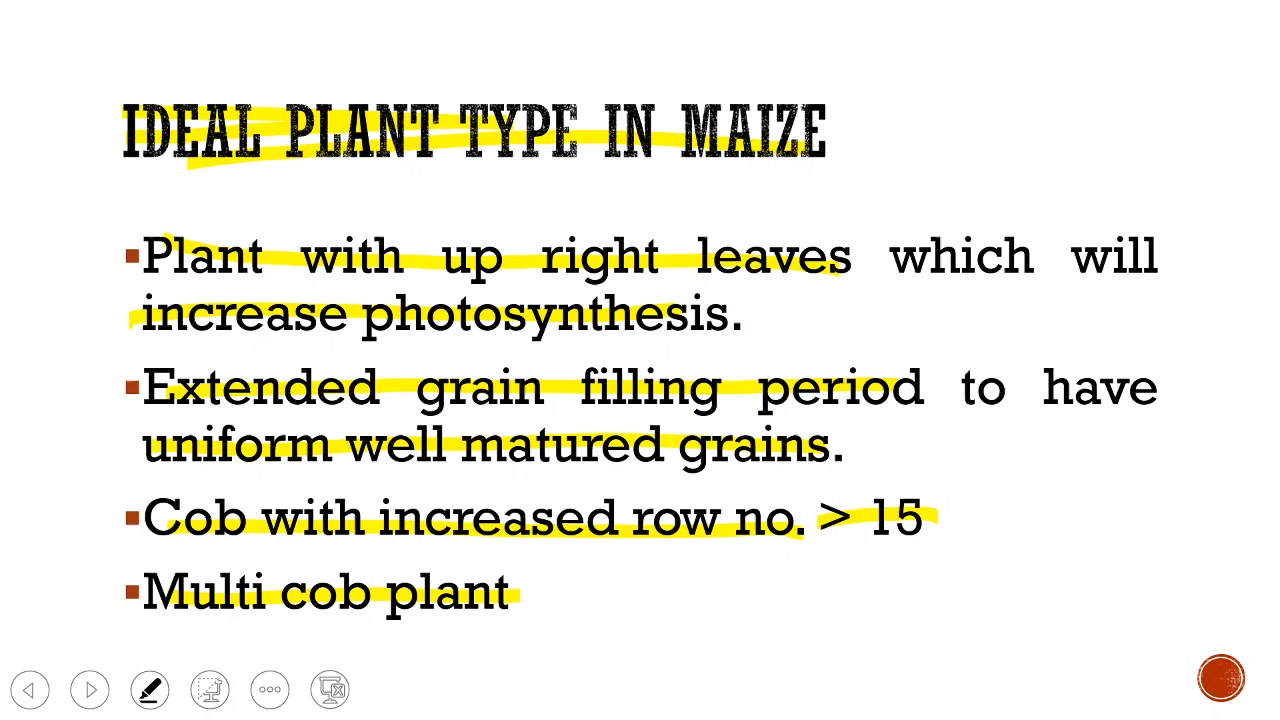 IDEAL PLANT TYPE IN MAIZE
▪Plant with up right leaves which will
increase photosynthesis.
▪Extended grain filling period to have
uniform well matured grains.
▪Cob with increased row no. > 15
▪Multi cob plant